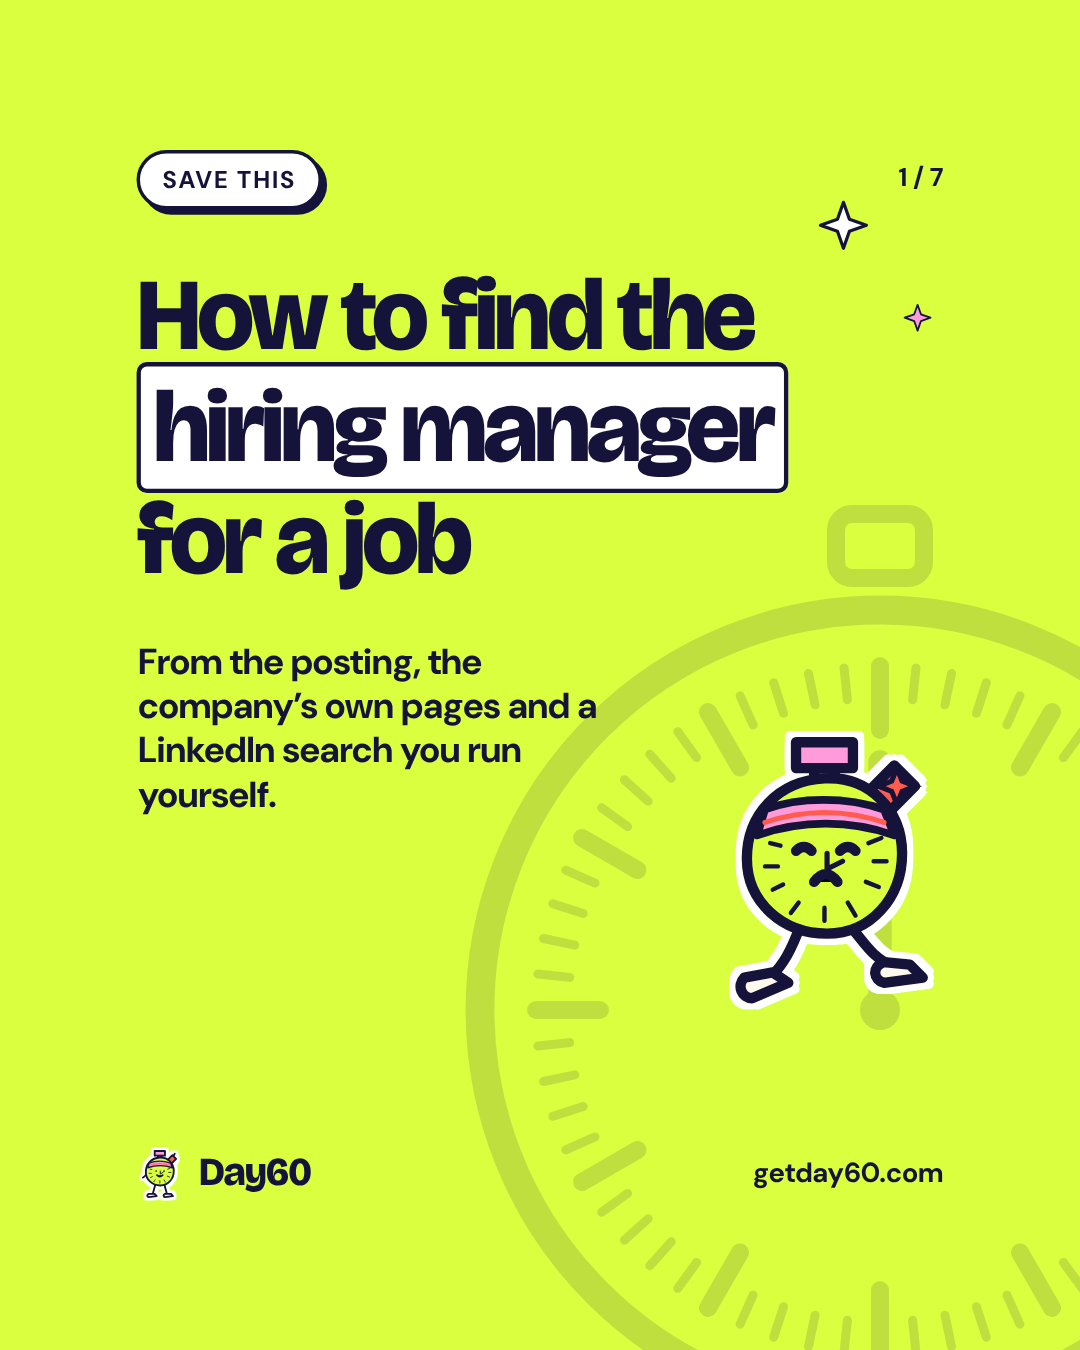 SAVE THIS
1 / 7
How to find the
hiring manager
for a job
From the posting, the
company’s own pages and a
LinkedIn search you run
yourself.
Day60
getday60.com